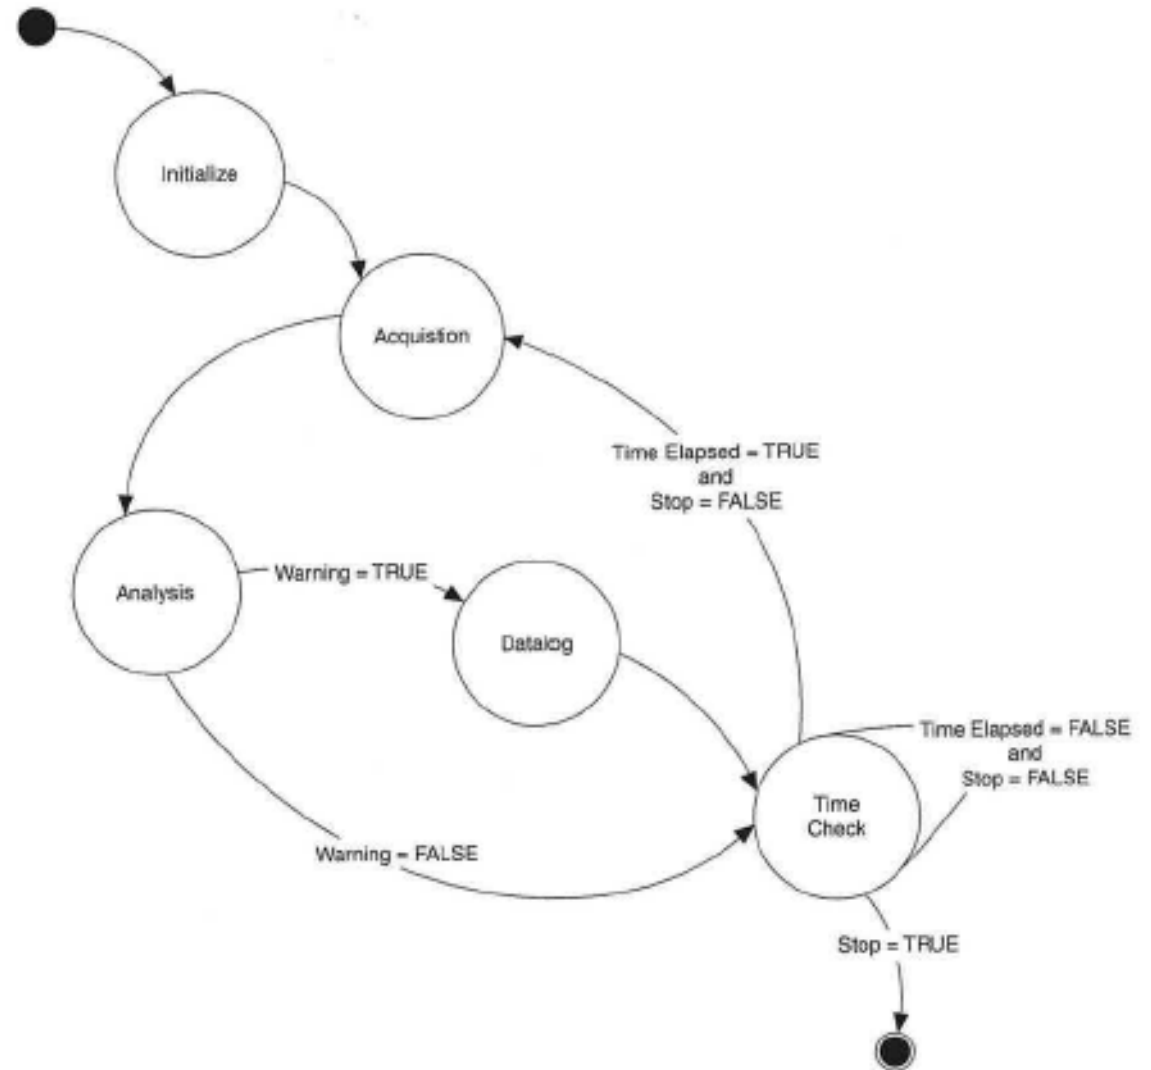 Initialize
Acquistion
Time Elapsed = TRUE
and
Stop = FALSE
Analysis
Warning = TRUE
Datalog
Time Elapsed = FALSE
and
Stop = FALSE
Time
Check
Warning = FALSE
Stop = TRUE